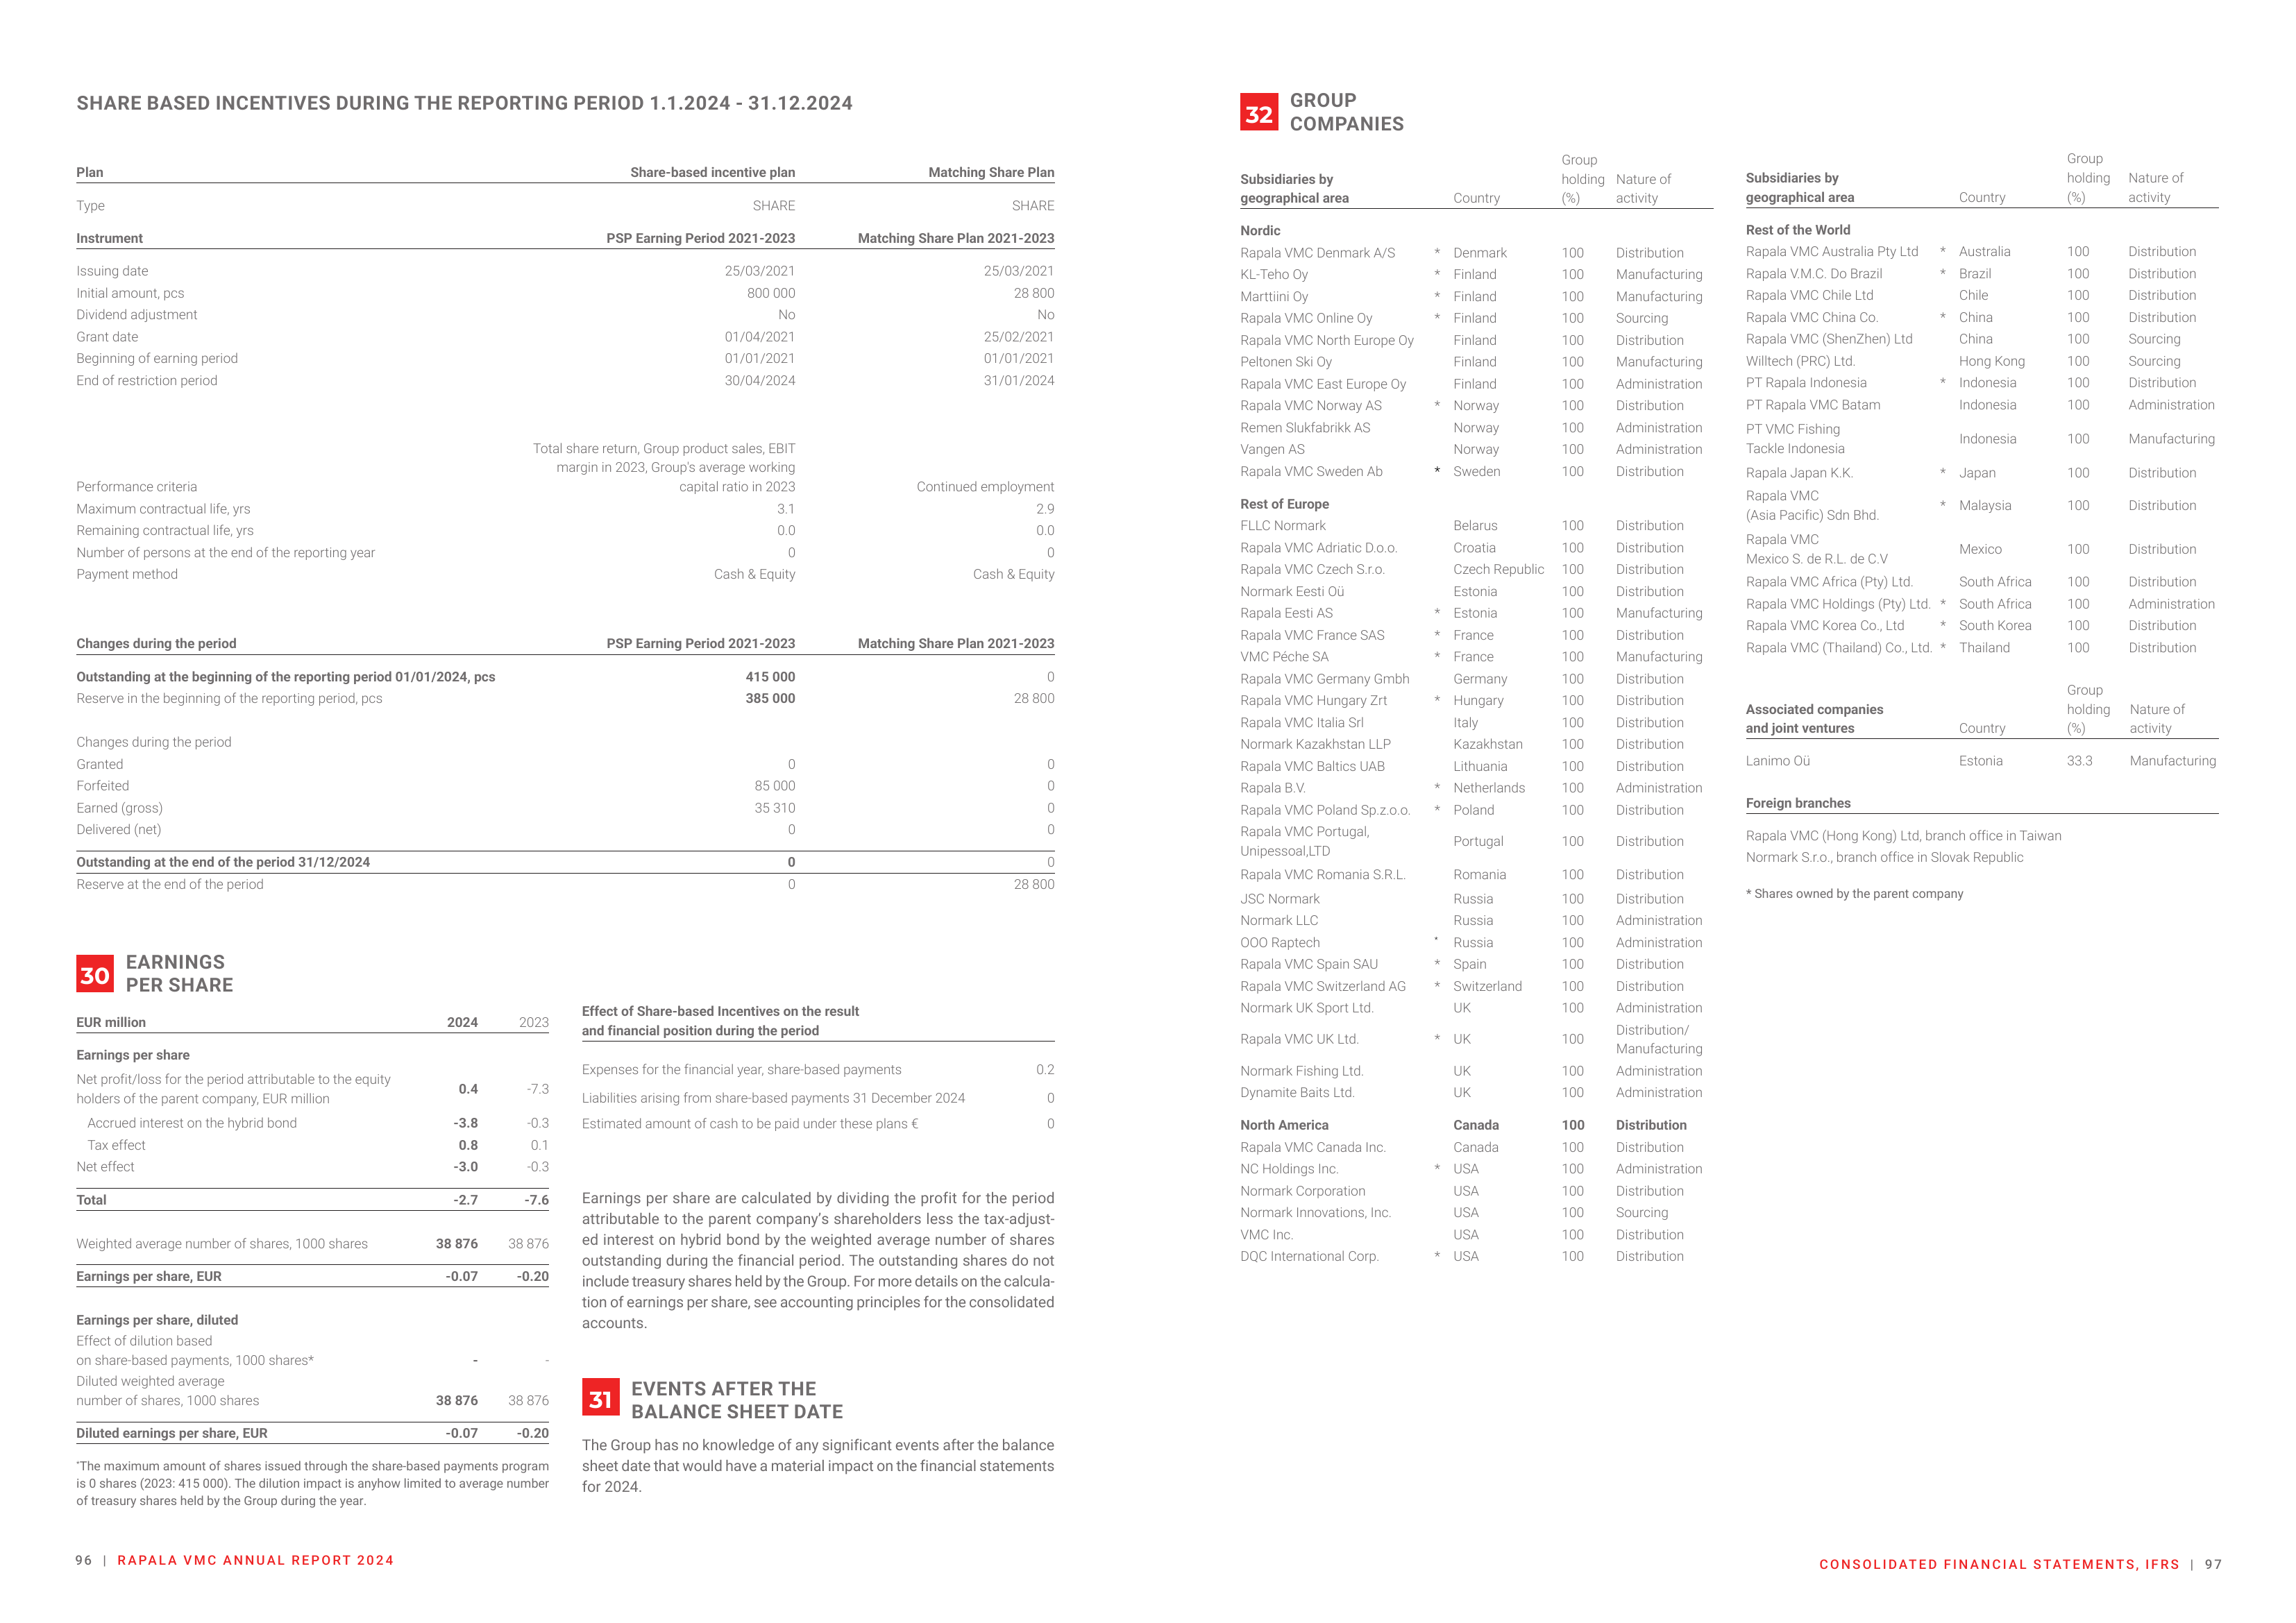 SHARE BASED INCENTIVES DURING THE REPORTING PERIOD 1.1.2024 - 31.12.2024
Plan Share-based incentive plan Matching Share Plan
Type SHARE SHARE
Instrument PSP Earning Period 2021-2023 Matching Share Plan 2021-2023
Issuing date 25/03/2021 25/03/2021
Initial amount, pcs 800 000 28 800
Dividend adjustment No No
Grant date 01/04/2021 25/02/2021
Beginning of earning period 01/01/2021 01/01/2021
End of restriction period 30/04/2024 31/01/2024
Total share return, Group product sales, EBIT
margin in 2023, Group's average working
Performance criteria capital ratio in 2023 Continued employment
Maximum contractual life, yrs 3.1 2.9
Remaining contractual life, yrs 0.0 0.0
Number of persons at the end of the reporting year 0 0
Payment method Cash & Equity Cash & Equity
Changes during the period PSP Earning Period 2021-2023 Matching Share Plan 2021-2023
Outstanding at the beginning of the reporting period 01/01/2024, pcs 415 000 0
Reserve in the beginning of the reporting period, pcs 385 000 28 800
Changes during the period
Granted 0 0
Forfeited 85 000 0
Earned (gross) 35 310 0
Delivered (net) 0 0
Outstanding at the end of the period 31/12/2024 0 0
Reserve at the end of the period 0 28 800
30 EARNINGS
PER SHARE
EUR million 2024 2023
Earnings per share
Net profit/loss for the period attributable to the equity
holders of the parent company, EUR million 0.4 -7.3
Accrued interest on the hybrid bond -3.8 -0.3
Tax effect 0.8 0.1
Net effect -3.0 -0.3
Total -2.7 -7.6
Weighted average number of shares, 1000 shares 38 876 38 876
Earnings per share, EUR -0.07 -0.20
Earnings per share, diluted
Effect of dilution based
on share-based payments, 1000 shares* - -
Diluted weighted average
number of shares, 1000 shares 38 876 38 876
Diluted earnings per share, EUR -0.07 -0.20
*The maximum amount of shares issued through the share-based payments program
is 0 shares (2023: 415 000). The dilution impact is anyhow limited to average number
of treasury shares held by the Group during the year.
Effect of Share-based Incentives on the result
and financial position during the period
Expenses for the financial year, share-based payments 0.2
Liabilities arising from share-based payments 31 December 2024 0
Estimated amount of cash to be paid under these plans € 0
Earnings per share are calculated by dividing the profit for the period
attributable to the parent company's shareholders less the tax-adjust-
ed interest on hybrid bond by the weighted average number of shares
outstanding during the financial period. The outstanding shares do not
include treasury shares held by the Group. For more details on the calcula-
tion of earnings per share, see accounting principles for the consolidated
accounts.
31 EVENTS AFTER THE
BALANCE SHEET DATE
The Group has no knowledge of any significant events after the balance
sheet date that would have a material impact on the financial statements
for 2024.
96 | RAPALA VMC ANNUAL REPORT 2024
32 GROUP
COMPANIES
Group
Subsidiaries by holding Nature of
geographical area Country (%) activity
Nordic
Rapala VMC Denmark A/S * Denmark 100 Distribution
KL-Teho Oy * Finland 100 Manufacturing
Marttiini Oy * Finland 100 Manufacturing
Rapala VMC Online Oy * Finland 100 Sourcing
Rapala VMC North Europe Oy Finland 100 Distribution
Peltonen Ski Oy Finland 100 Manufacturing
Rapala VMC East Europe Oy Finland 100 Administration
Rapala VMC Norway AS * Norway 100 Distribution
Remen Slukfabrikk AS Norway 100 Administration
Vangen AS Norway 100 Administration
Rapala VMC Sweden Ab * Sweden 100 Distribution
Rest of Europe
FLLC Normark Belarus 100 Distribution
Rapala VMC Adriatic D.o.o. Croatia 100 Distribution
Rapala VMC Czech S.r.o. Czech Republic 100 Distribution
Normark Eesti Oü Estonia 100 Distribution
Rapala Eesti AS * Estonia 100 Manufacturing
Rapala VMC France SAS * France 100 Distribution
VMC Péche SA * France 100 Manufacturing
Rapala VMC Germany Gmbh Germany 100 Distribution
Rapala VMC Hungary Zrt * Hungary 100 Distribution
Rapala VMC Italia Srl Italy 100 Distribution
Normark Kazakhstan LLP Kazakhstan 100 Distribution
Rapala VMC Baltics UAB Lithuania 100 Distribution
Rapala B.V. * Netherlands 100 Administration
Rapala VMC Poland Sp.z.o.o. * Poland 100 Distribution
Rapala VMC Portugal,
Unipessoal,LTD Portugal 100 Distribution
Rapala VMC Romania S.R.L. Romania 100 Distribution
JSC Normark Russia 100 Distribution
Normark LLC Russia 100 Administration
OOO Raptech * Russia 100 Administration
Rapala VMC Spain SAU * Spain 100 Distribution
Rapala VMC Switzerland AG * Switzerland 100 Distribution
Normark UK Sport Ltd. UK 100 Administration
Rapala VMC UK Ltd. * UK 100 Distribution/
Manufacturing
Normark Fishing Ltd. UK 100 Administration
Dynamite Baits Ltd. UK 100 Administration
North America Canada 100 Distribution
Rapala VMC Canada Inc. Canada 100 Distribution
NC Holdings Inc. * USA 100 Administration
Normark Corporation USA 100 Distribution
Normark Innovations, Inc. USA 100 Sourcing
VMC Inc. USA 100 Distribution
DQC International Corp. * USA 100 Distribution
Group
Subsidiaries by holding Nature of
geographical area Country (%) activity
Rest of the World
Rapala VMC Australia Pty Ltd * Australia 100 Distribution
Rapala V.M.C. Do Brazil * Brazil 100 Distribution
Rapala VMC Chile Ltd Chile 100 Distribution
Rapala VMC China Co. * China 100 Distribution
Rapala VMC (ShenZhen) Ltd China 100 Sourcing
Willtech (PRC) Ltd. Hong Kong 100 Sourcing
PT Rapala Indonesia * Indonesia 100 Distribution
PT Rapala VMC Batam Indonesia 100 Administration
PT VMC Fishing
Tackle Indonesia Indonesia 100 Manufacturing
Rapala Japan K.K. * Japan 100 Distribution
Rapala VMC
(Asia Pacific) Sdn Bhd. * Malaysia 100 Distribution
Rapala VMC
Mexico S. de R.L. de C.V Mexico 100 Distribution
Rapala VMC Africa (Pty) Ltd. South Africa 100 Distribution
Rapala VMC Holdings (Pty) Ltd. * South Africa 100 Administration
Rapala VMC Korea Co., Ltd * South Korea 100 Distribution
Rapala VMC (Thailand) Co., Ltd. * Thailand 100 Distribution
Group
Associated companies holding Nature of
and joint ventures Country (%) activity
Lanimo Oü Estonia 33.3 Manufacturing
Foreign branches
Rapala VMC (Hong Kong) Ltd, branch office in Taiwan
Normark S.r.o., branch office in Slovak Republic
* Shares owned by the parent company
CONSOLIDATED FINANCIAL STATEMENTS, IFRS | 97